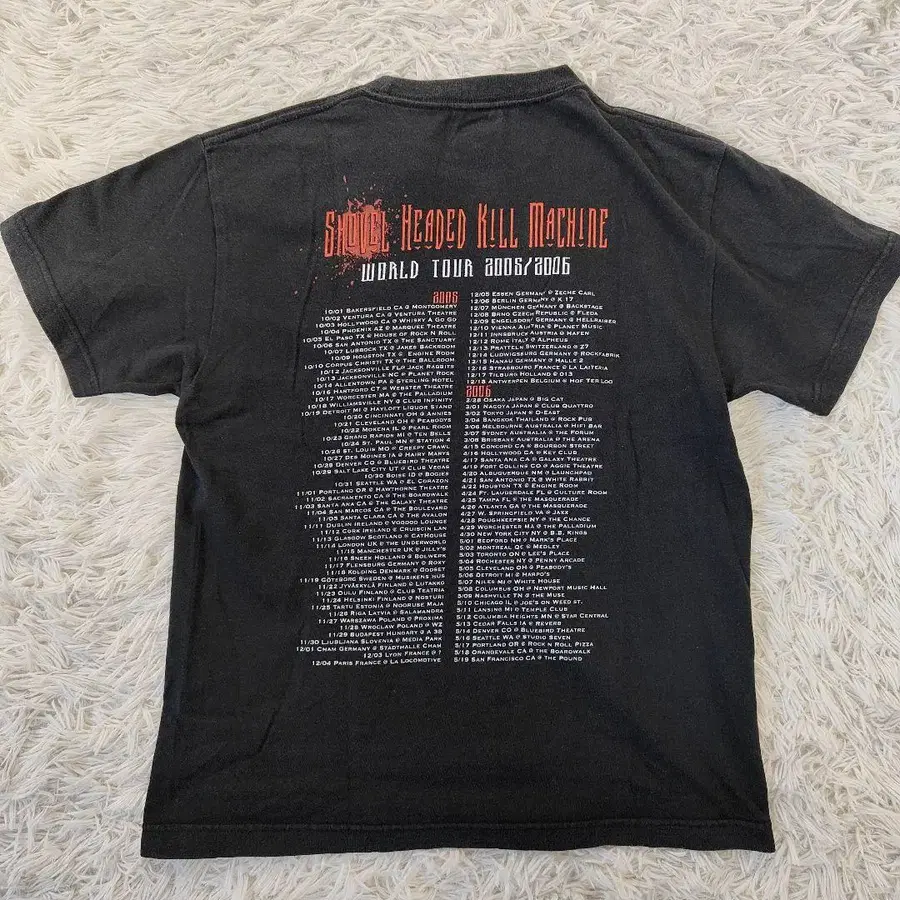 Shovel Headed Kill Machine
World Tour 2005/2006
2005
10/01 Bakersfield CA @ Montgomery
10/02 Ventura CA @ Ventura Theatre
10/03 Hollywood CA @ Whisky A Go Go
10/04 Phoenix AZ @ Marquee Theatre
10/05 El Paso TX @ House of Rock N Roll
10/06 San Antonio TX @ The Sanctuary
10/07 Lubbock TX @ Jakes Backroom
10/09 Houston TX @ Engine Room
10/10 Corpus Christi TX @ The Ballroom
10/12 Jacksonville FL @ Jack Rabbits
10/13 Jacksonville NC @ Planet Rock
10/14 Allentown PA @ Sterling Hotel
10/16 Hartford CT @ Webster Theatre
10/17 Worcester MA @ The Palladium
10/18 Williamsville NY @ Club Infinity
10/19 Detroit MI @ Hayloft Liquor Stand
10/20 Cincinnati OH @ Annies
10/21 Cleveland OH @ Peabodys
10/22 Mokena IL @ Pearl Room
10/23 Grand Rapids MI @ Ten Bells
10/24 St. Paul MN @ Station 4
10/26 St. Louis MO @ Creepy Crawl
10/27 Des Moines IA @ Hairy Marys
10/28 Denver CO @ Bluebird Theatre
10/29 Salt Lake City UT @ Club Vegas
10/30 Boise ID @ Bogies
10/31 Seattle WA @ El Corazon
11/01 Portland OR @ Hawthorne Theatre
11/02 Sacramento CA @ The Boardwalk
11/03 Santa Ana CA @ The Galaxy Theatre
11/04 San Marcos CA @ The Boulevard
11/05 Santa Clara CA @ The Avalon
11/11 Dublin Ireland @ Voodoo Lounge
11/12 Cork Ireland @ Cruiscin Lan
11/13 Glasgow Scotland @ Cathouse
11/14 London UK @ The Underworld
11/15 Manchester UK @ Jilly's
11/16 Sneek Holland @ Bolwerk
11/17 Flensburg Germany @ Roxy
11/18 Kolding Denmark @ Godset
11/19 Göteborg Sweden @ Musikens Hus
11/22 Jyväskylä Finland @ Lutakko
11/23 Oulu Finland @ Club Teatria
11/24 Helsinki Finland @ Nosturi
11/25 Tartu Estonia @ Nooruse Maja
11/26 Riga Latvia @ Salamandra
11/27 Warszawa Poland @ Proxima
11/28 Wroclaw Poland @ WZ
11/29 Budapest Hungary @ A 38
11/30 Ljubljana Slovenia @ Media Park
12/01 Cham Germany @ Stadthalle Cham
12/03 Lyon France @ ?
12/04 Paris France @ La Locomotive
12/05 Essen Germany @ Zeche Carl
12/06 Berlin Germany @ K 17
12/07 München Germany @ Backstage
12/08 Brno Czech Republic @ Fleda
12/09 Engelsdorf Germany @ Hellraiser
12/10 Vienna Austria @ Planet Music
12/11 Innsbruck Austria @ Hafen
12/12 Rome Italy @ Alpheus
12/13 Pratteln Switzerland @ Z7
12/14 Ludwigsburg Germany @ Rockfabrik
12/15 Hanau Germany @ Halle 2
12/16 Strasbourg France @ La Laiteria
12/17 Tilburg Holland @ 013
12/18 Antwerpen Belgium @ Hof Ter Loo
2006
2/28 Osaka Japan @ Big Cat
3/01 Nagoya Japan @ Club Quattro
3/02 Tokyo Japan @ O-East
3/04 Bangkok Thailand @ Rock Pub
3/06 Melbourne Australia @ HiFi Bar
3/07 Sydney Australia @ The Forum
3/08 Brisbane Australia @ The Arena
4/15 Concord CA @ Bourbon Street
4/16 Hollywood CA @ Key Club
4/17 Santa Ana CA @ Galaxy Theatre
4/19 Fort Collins CO @ Aggie Theatre
4/20 Albuquerque NM @ Launchpad
4/21 San Antonio TX @ White Rabbit
4/22 Houston TX @ Engine Room
4/24 Ft. Lauderdale FL @ Culture Room
4/25 Tampa FL @ The Masquerade
4/26 Atlanta GA @ The Masquerade
4/27 W. Springfield VA @ Jaxx
4/28 Poughkeepsie NY @ The Chance
4/29 Worcester MA @ The Palladium
4/30 New York City NY @ B.B. Kings
5/01 Bedford NH @ Mark's Place
5/02 Montreal QC @ Medley
5/03 Toronto ON @ Lee's Place
5/04 Rochester NY @ Penny Arcade
5/05 Cleveland OH @ Peabody's
5/06 Detroit MI @ Harpo's
5/07 Niles MI @ White House
5/08 Columbus OH @ Newport Music Hall
5/09 Nashville TN @ The Muse
5/10 Chicago IL @ Joe's on Weed St.
5/11 Lansing MI @ Temple Club
5/12 Columbia Heights MN @ Star Central
5/13 Cedar Falls IA @ Reverb
5/14 Denver CO @ Bluebird Theatre
5/16 Seattle WA @ Studio Seven
5/17 Portland OR @ Rock N Roll Pizza
5/18 Orangevale CA @ The Boardwalk
5/19 San Francisco CA @ The Pound